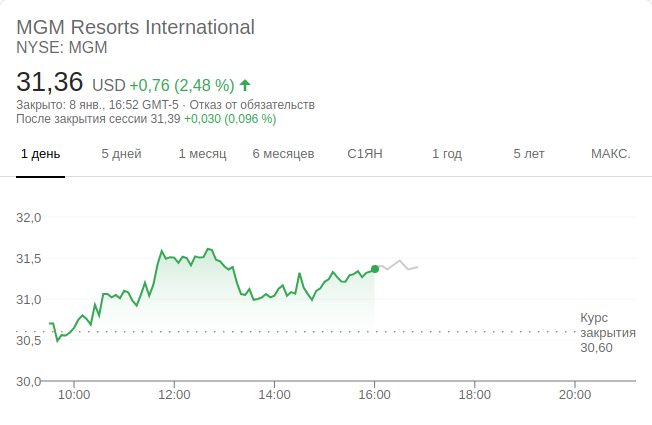 MGM Resorts International
NYSE: MGM
31,36 USD +0,76 (2,48 %)
Закрыто: 8 янв., 16:52 GMT-5 · Отказ от обязательств
После закрытия сессии 31,39 +0,030 (0,096 %)
1 день 5 дней 1 месяц 6 месяцев С1ЯН 1 год 5 лет МАКС.
32,0
31,5
31,0
Курс
закрытия
30,60
30,5
30,0
10:00 12:00 14:00 16:00 18:00 20:00